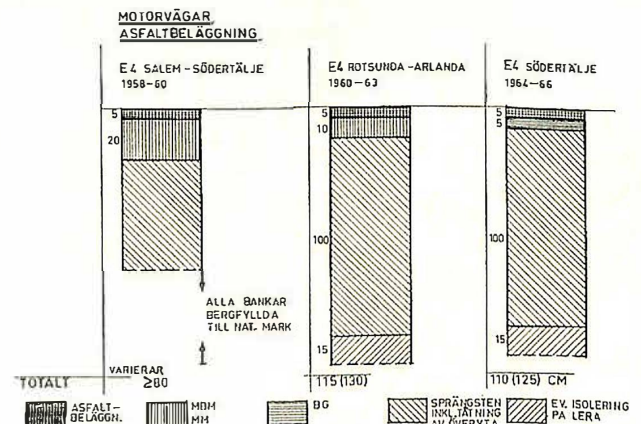 MOTORVÄGAR
ASFALTBELÄGGNING
E4 SALEM-SÖDERTÄLJE
1958-60
E4 ROTSUNDA-ARLANDA
1960-63
E4 SÖDERTÄLJE
1964-66
5
20
5
10
100
15
5
5
100
15
ALLA BANKAR
BERGFYLLDA
TILL NAT. MARK
VARIERAR
TOTALT ≥80
115 (130)
110 (125) CM
ASFALT-
BELÄGGN.
MBM
MM
BG
SPRÄNGSTEN
INKL. TÄTNING
AV ÖVERYTA
EV. ISOLERING
PÅ LERA